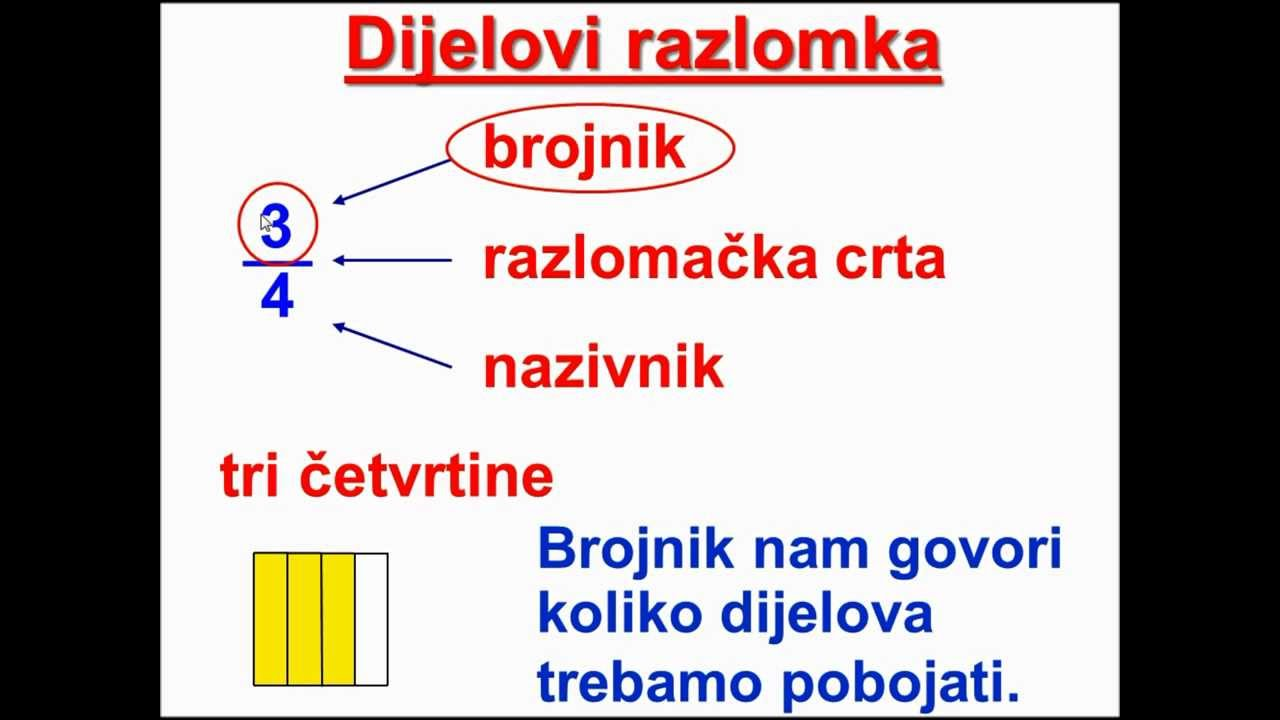 Dijelovi razlomka
brojnik
3
razlomačka crta
4
nazivnik
tri četvrtine
Brojnik nam govori
koliko dijelova
trebamo pobojati.